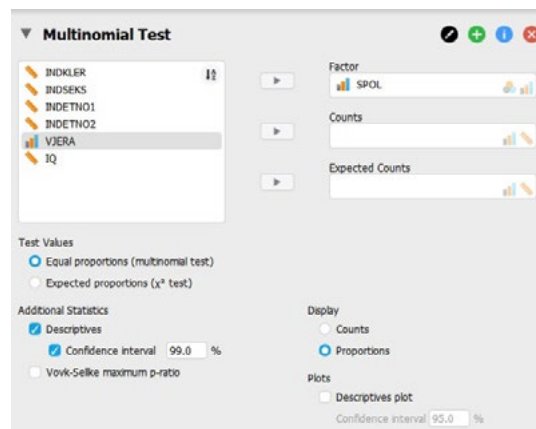 Multinomial Test
INDKLER
INDSEKS
INDETNO1
INDETNO2
VJERA
IQ
Factor
SPOL
Counts
Expected Counts
Test Values
Equal proportions (multinomial test)
Expected proportions (χ² test)
Additional Statistics
Descriptives
Confidence interval 99.0 %
Vovk-Sellke maximum p-ratio
Display
Counts
Proportions
Plots
Descriptives plot
Confidence interval 95.0 %